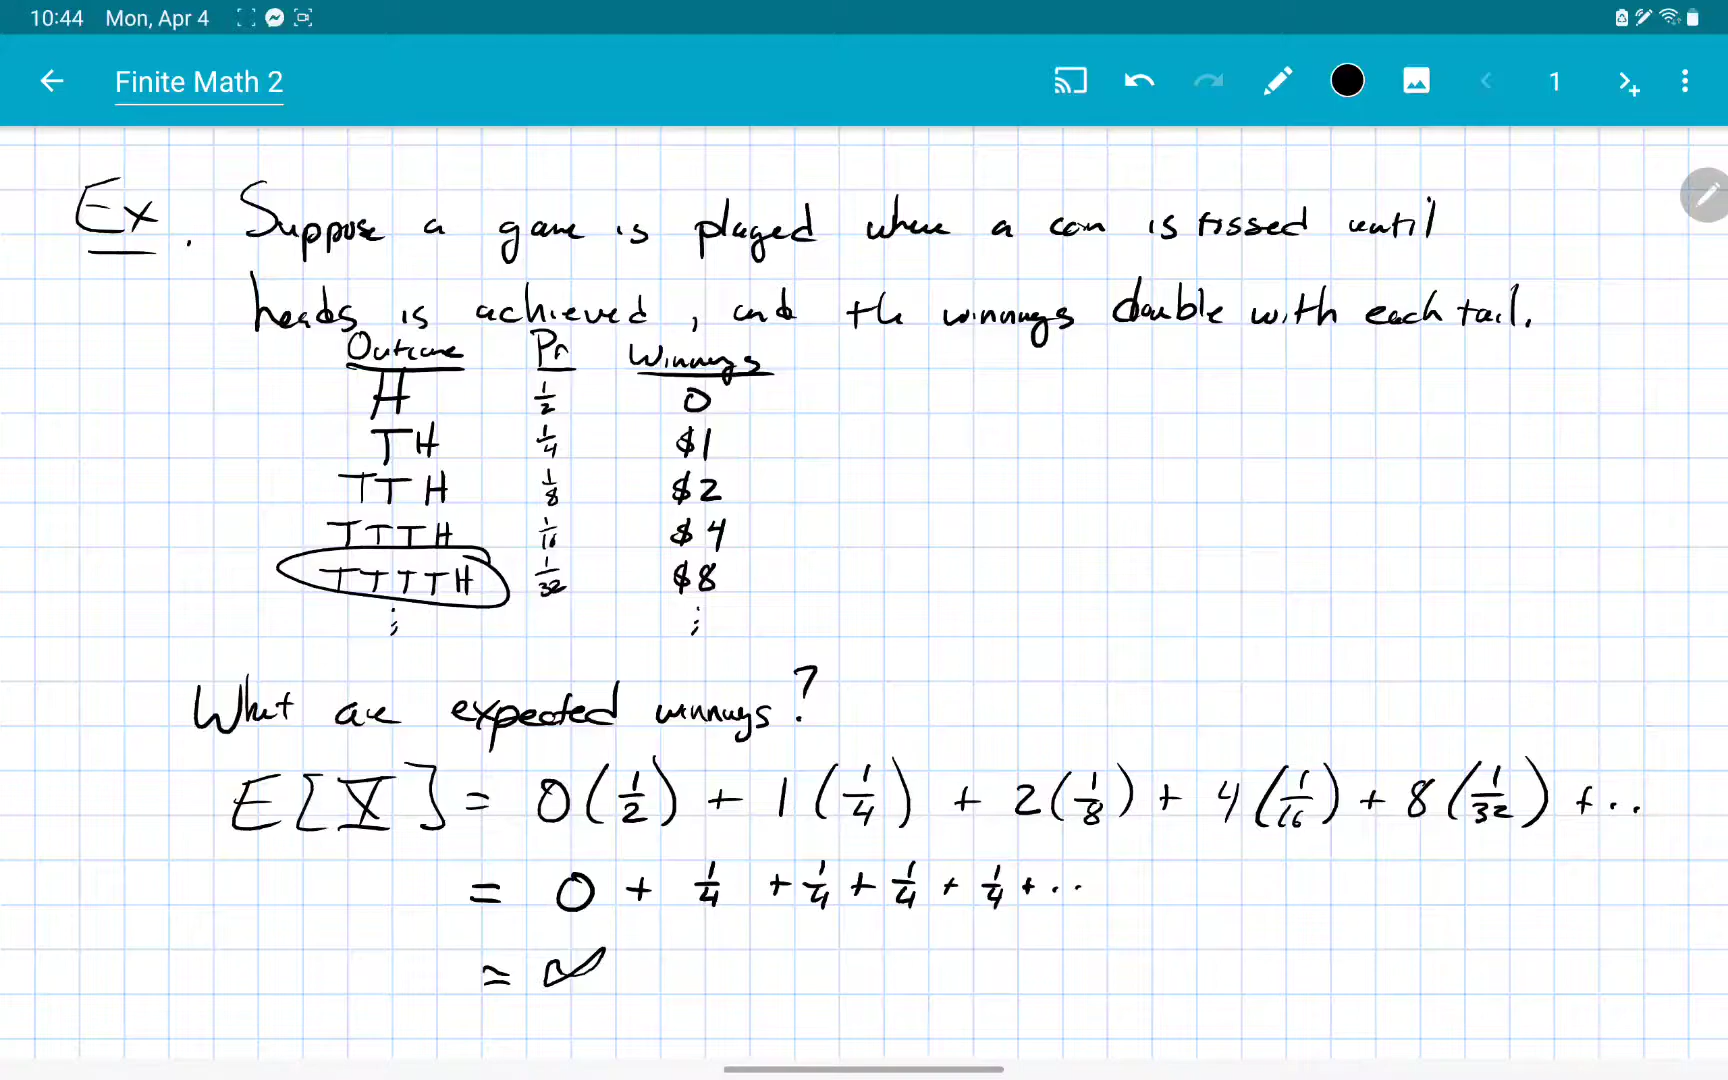 10:44 Mon, Apr 4
Finite Math 2
1
Ex. Suppose a game is played where a coin is tossed until
heads is achieved, and the winnings double with each tail.
Outcome Pr Winnings
H 1/2 0
TH 1/4 $1
TTH 1/8 $2
TTTH 1/16 $4
TTTTH 1/32 $8
⋮ ⋮
What are expected winnings?
E[X] = 0(1/2) + 1(1/4) + 2(1/8) + 4(1/16) + 8(1/32) + ...
= 0 + 1/4 + 1/4 + 1/4 + 1/4 + ...
= ∞